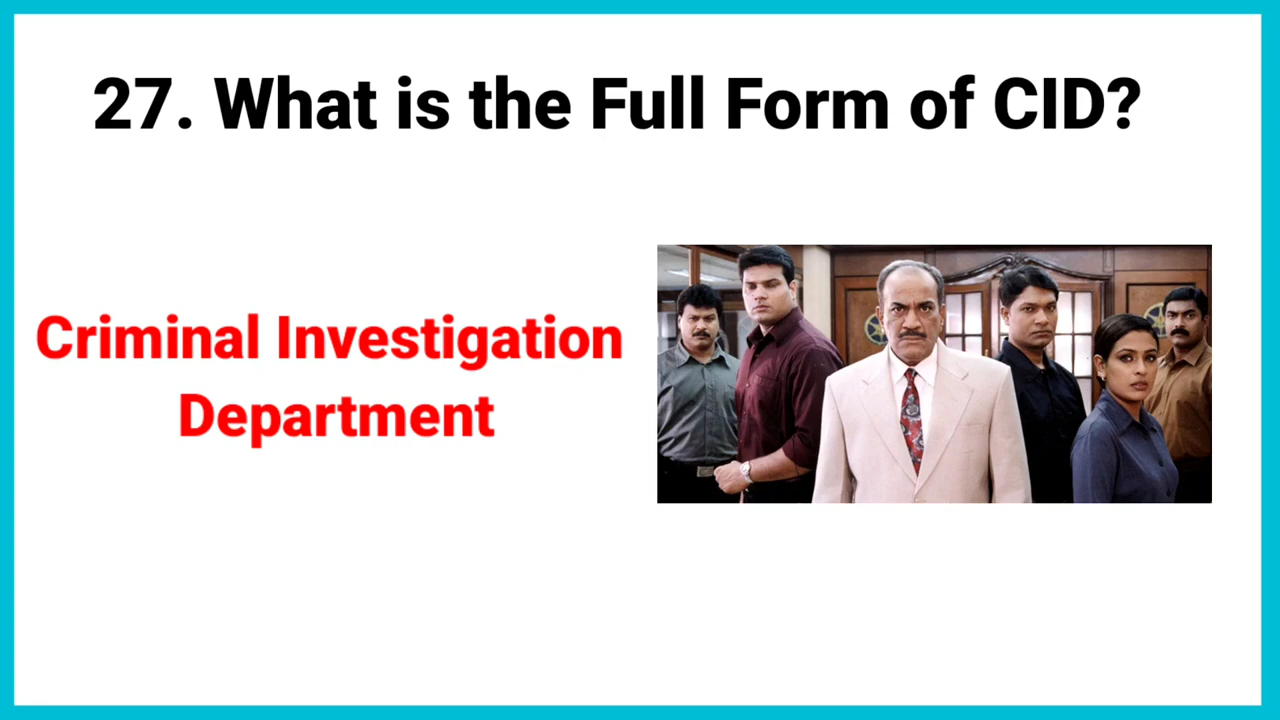 27. What is the Full Form of CID?
Criminal Investigation
Department